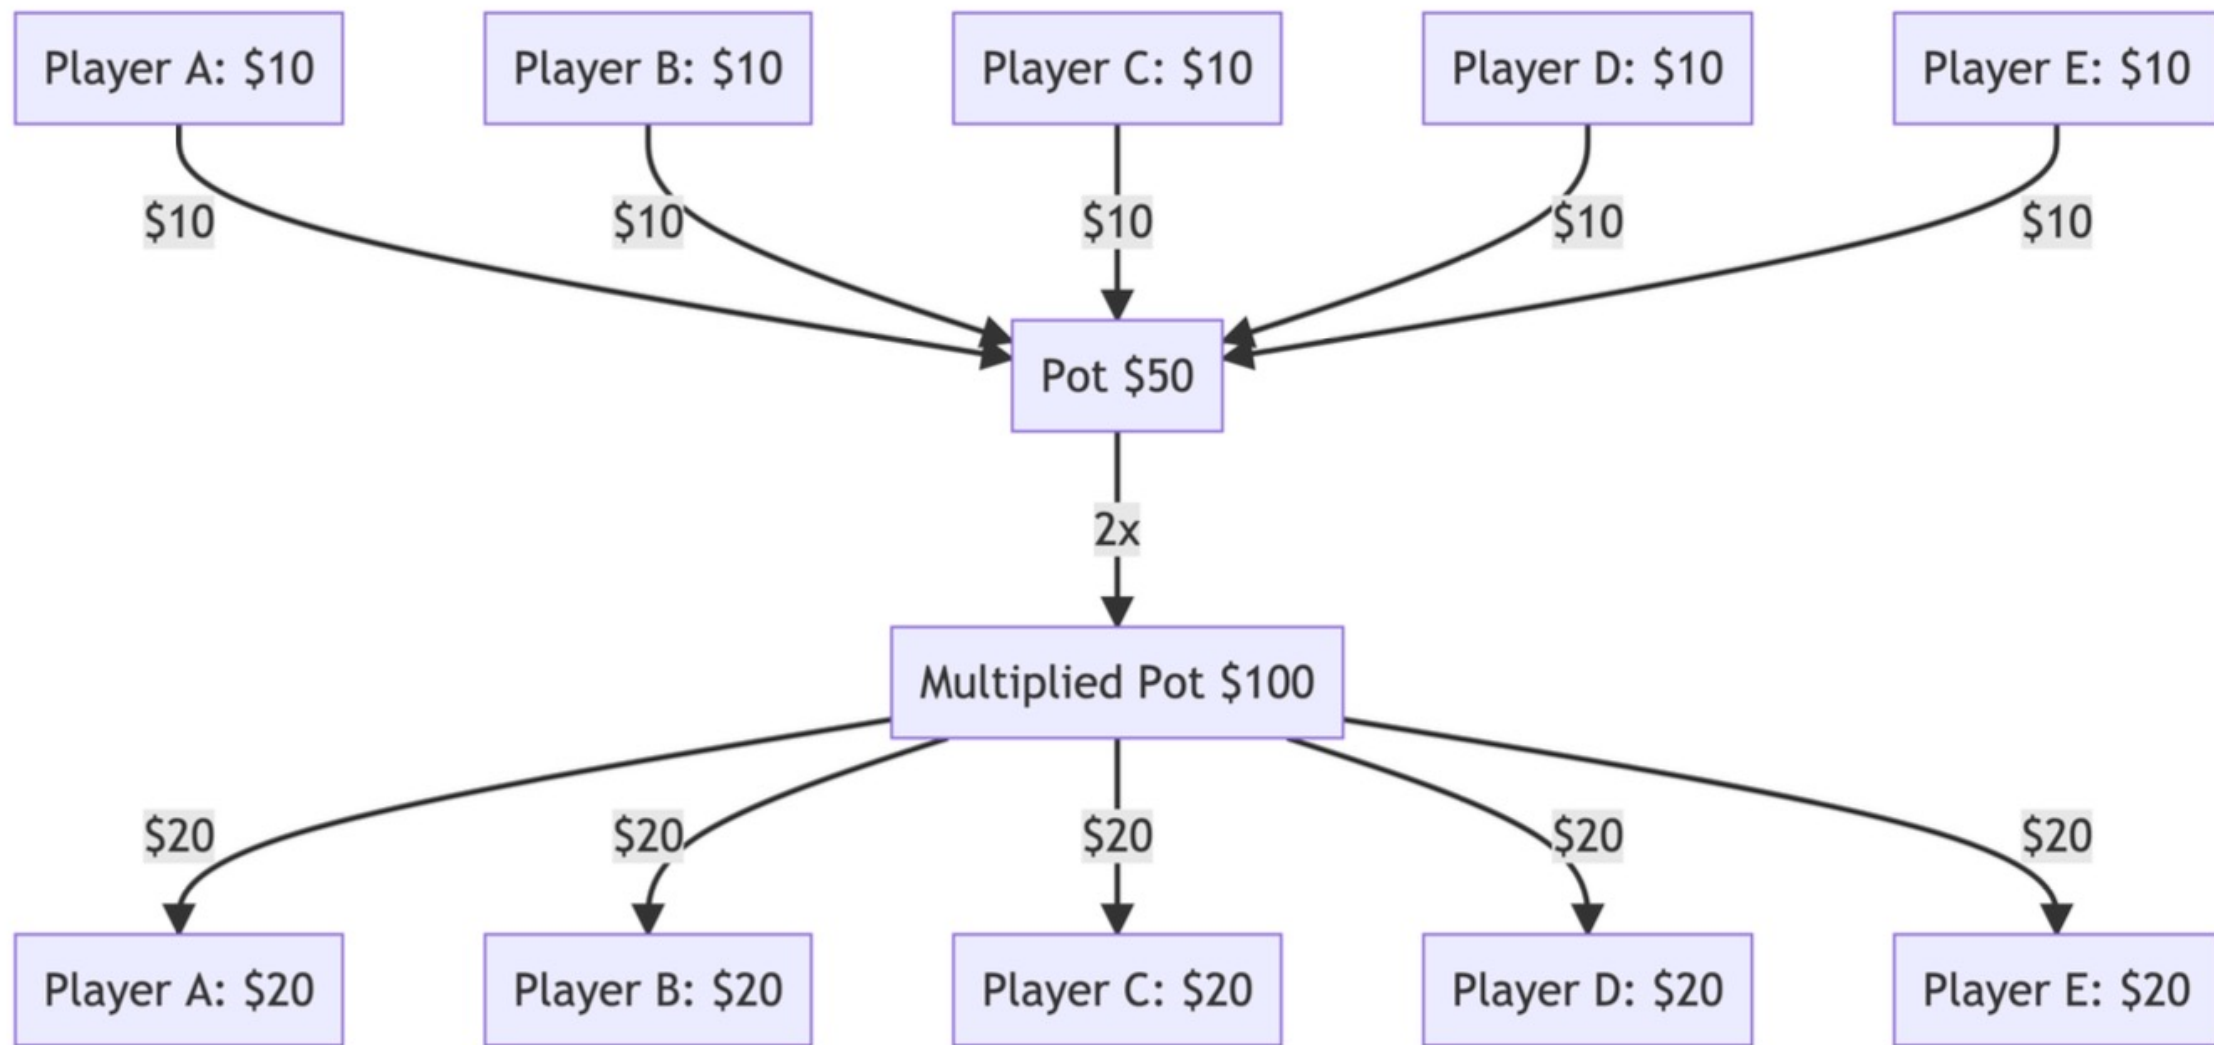 Player A: $10
Player B: $10
Player C: $10
Player D: $10
Player E: $10
$10
$10
$10
$10
$10
Pot $50
2x
Multiplied Pot $100
$20
$20
$20
$20
$20
Player A: $20
Player B: $20
Player C: $20
Player D: $20
Player E: $20